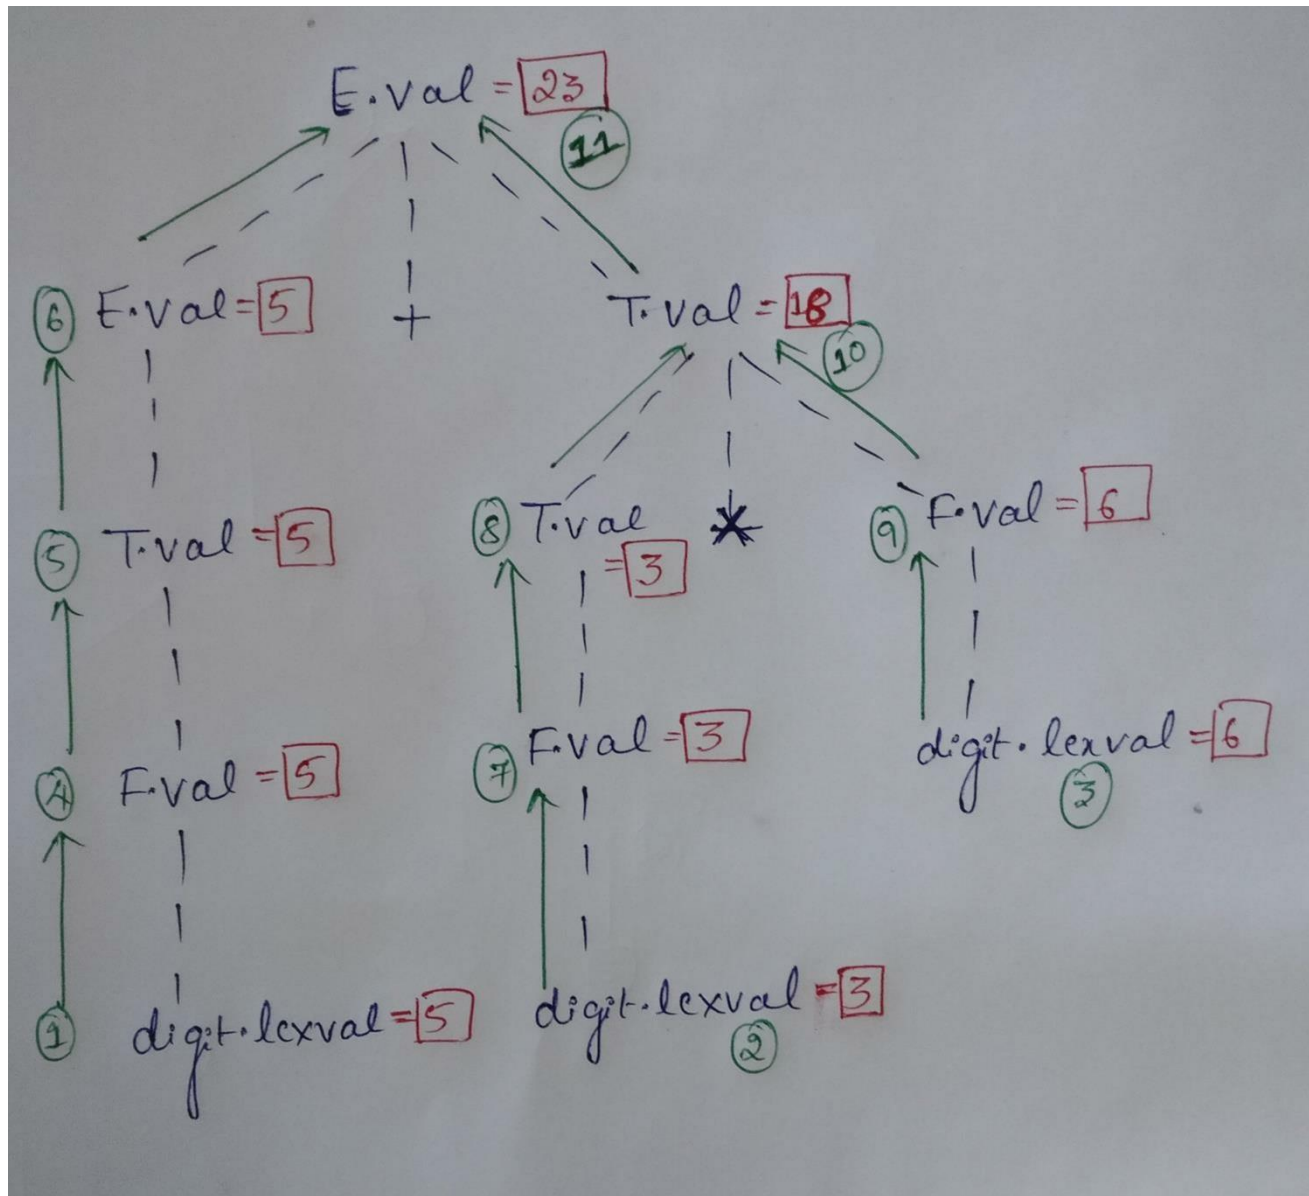 E.val = 23
11
6 E.val = 5 + T.val = 18
10
5 T.val = 5 8 T.val * 9 F.val = 6
= 3
4 F.val = 5 7 F.val = 3 digit.lexval = 6
3
1 digit.lexval = 5 digit.lexval = 3
2